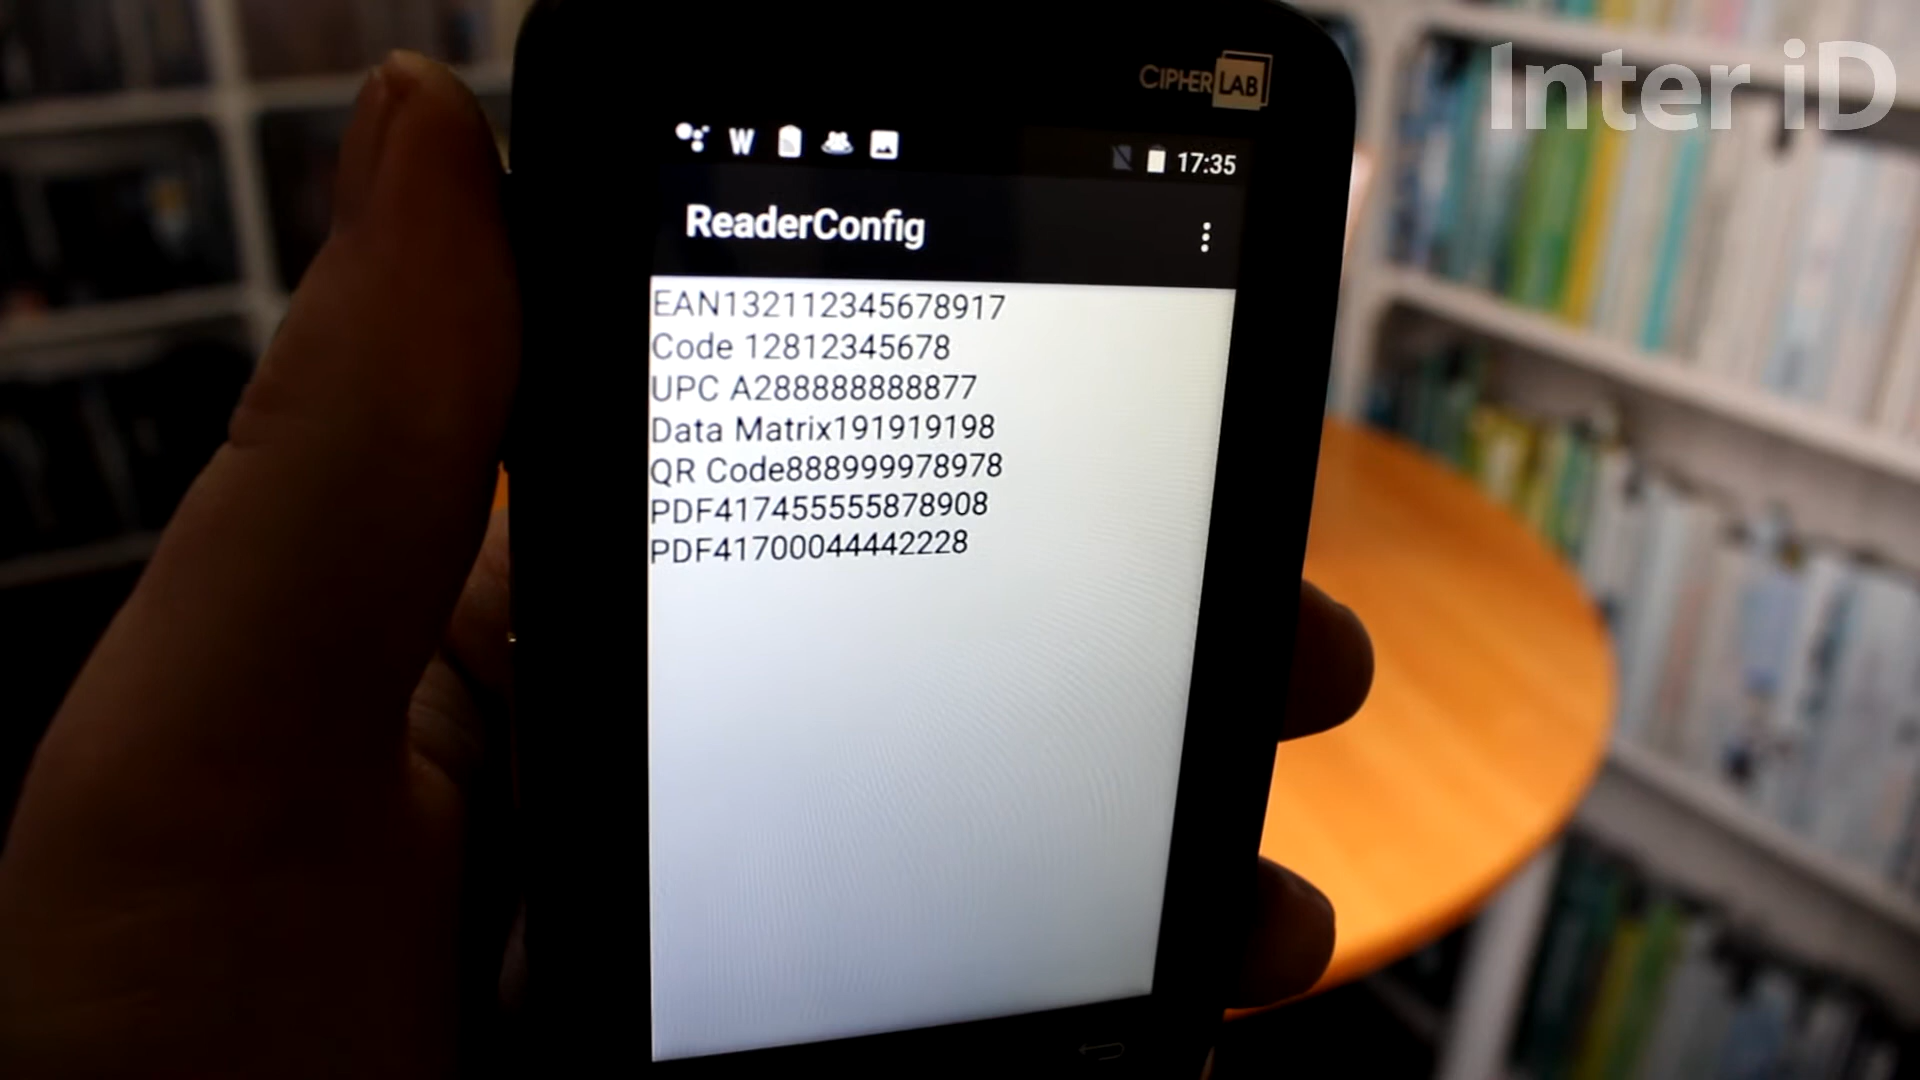 CIPHERLAB
Inter iD
W
17:35
ReaderConfig
EAN132112345678917
Code 12812345678
UPC A288888888877
Data Matrix191919198
QR Code888999978978
PDF417455555878908
PDF41700044442228